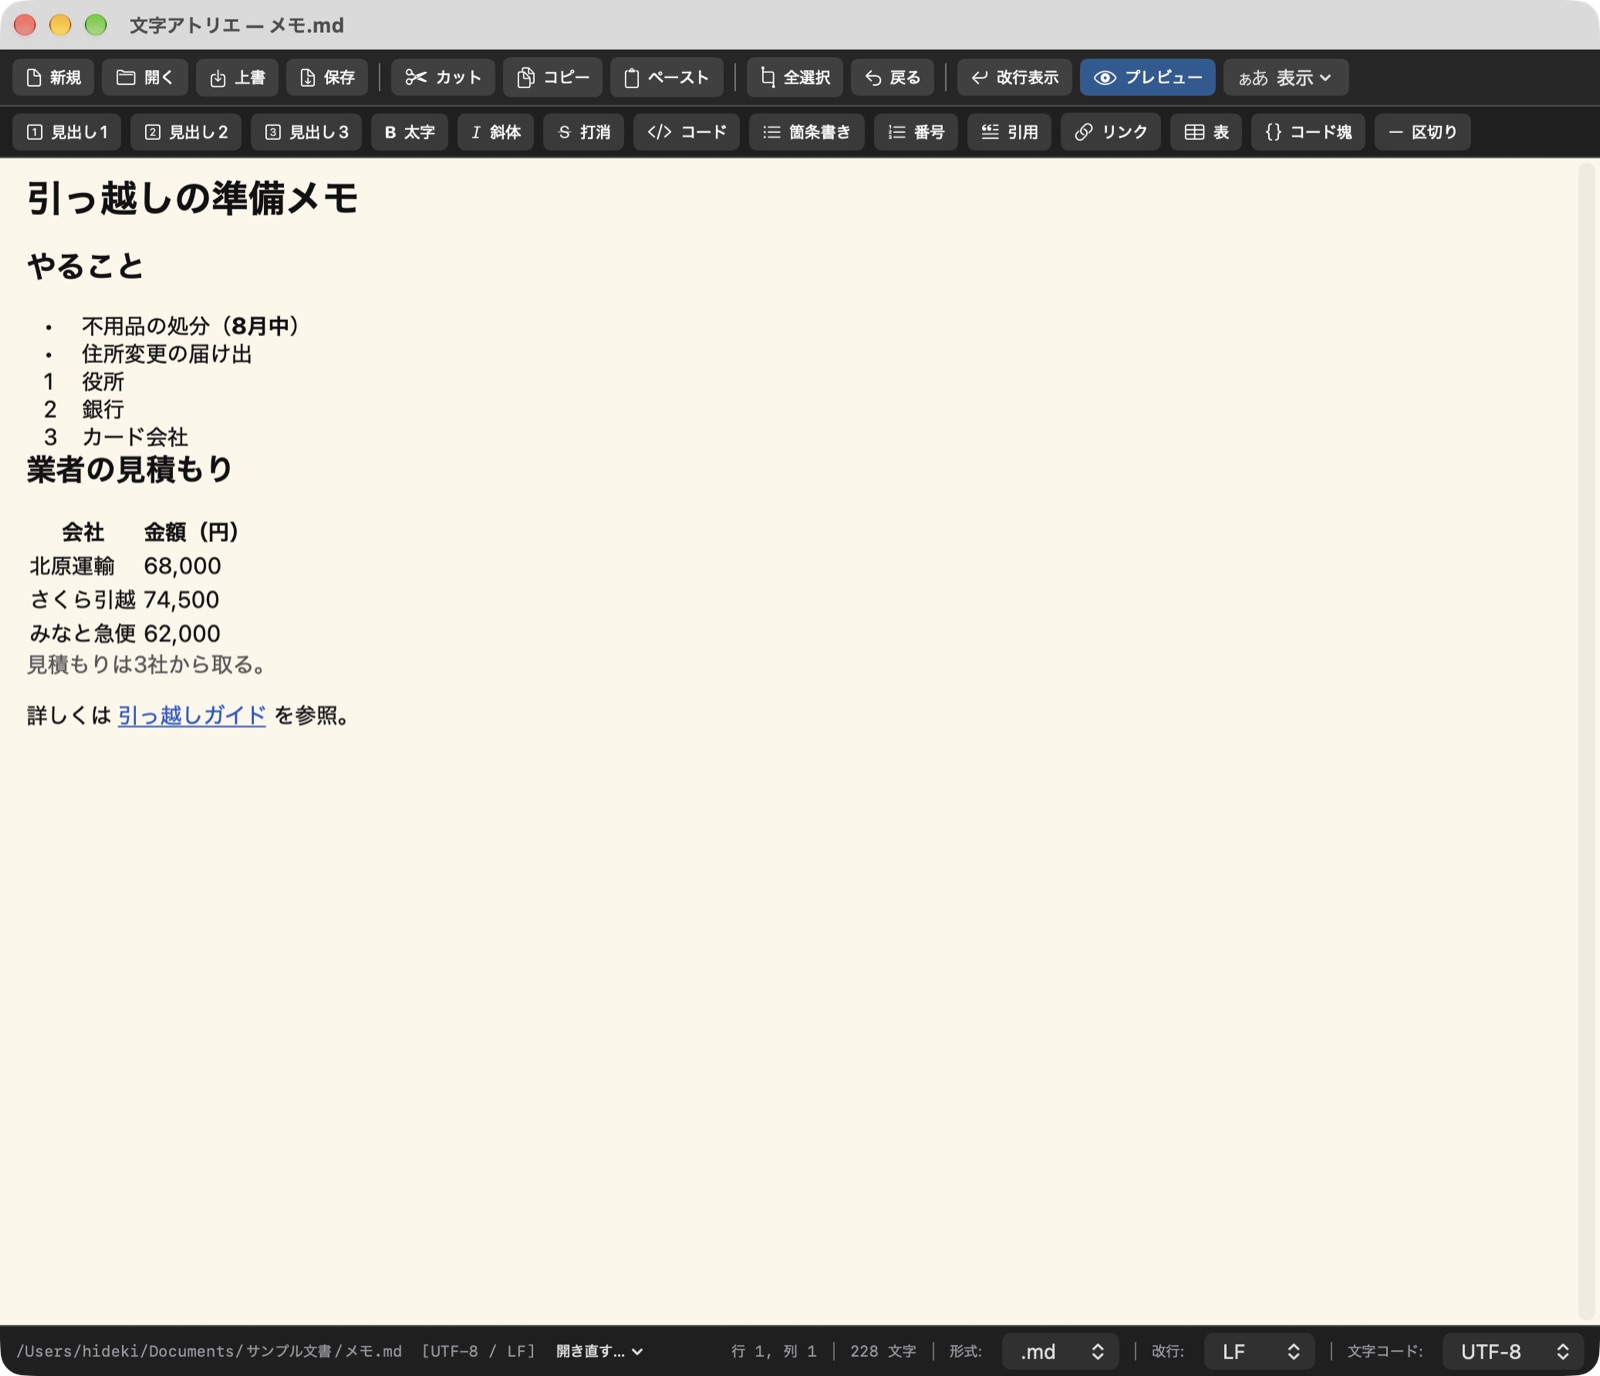 文字アトリエ — メモ.md
新規 開く 上書 保存 カット コピー ペースト 全選択 戻る 改行表示 プレビュー ぁあ 表示
1 見出し1 2 見出し2 3 見出し3 B 太字 I 斜体 S 打消 </> コード 箇条書き 番号 引用 リンク 表 {} コード塊 — 区切り
引っ越しの準備メモ
やること
• 不用品の処分（8月中）
• 住所変更の届け出
1 役所
2 銀行
3 カード会社
業者の見積もり
会社 金額（円）
北原運輸 68,000
さくら引越 74,500
みなと急便 62,000
見積もりは3社から取る。
詳しくは 引っ越しガイド を参照。
/Users/hideki/Documents/サンプル文書/メモ.md [UTF-8 / LF] 開き直す... 行 1, 列 1 228 文字 形式: .md 改行: LF 文字コード: UTF-8